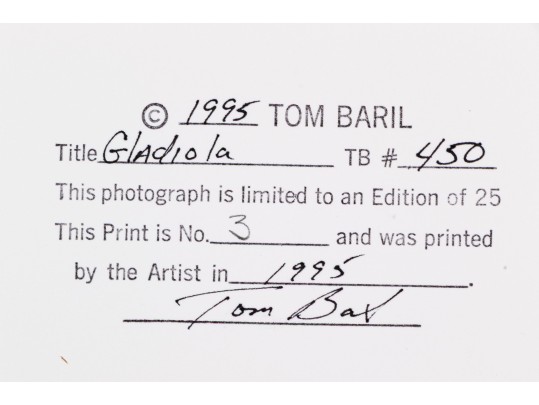 © 1995 TOM BARIL
Title Gladiola TB # 450
This photograph is limited to an Edition of 25
This Print is No. 3 and was printed
by the Artist in 1995.
Tom Baril